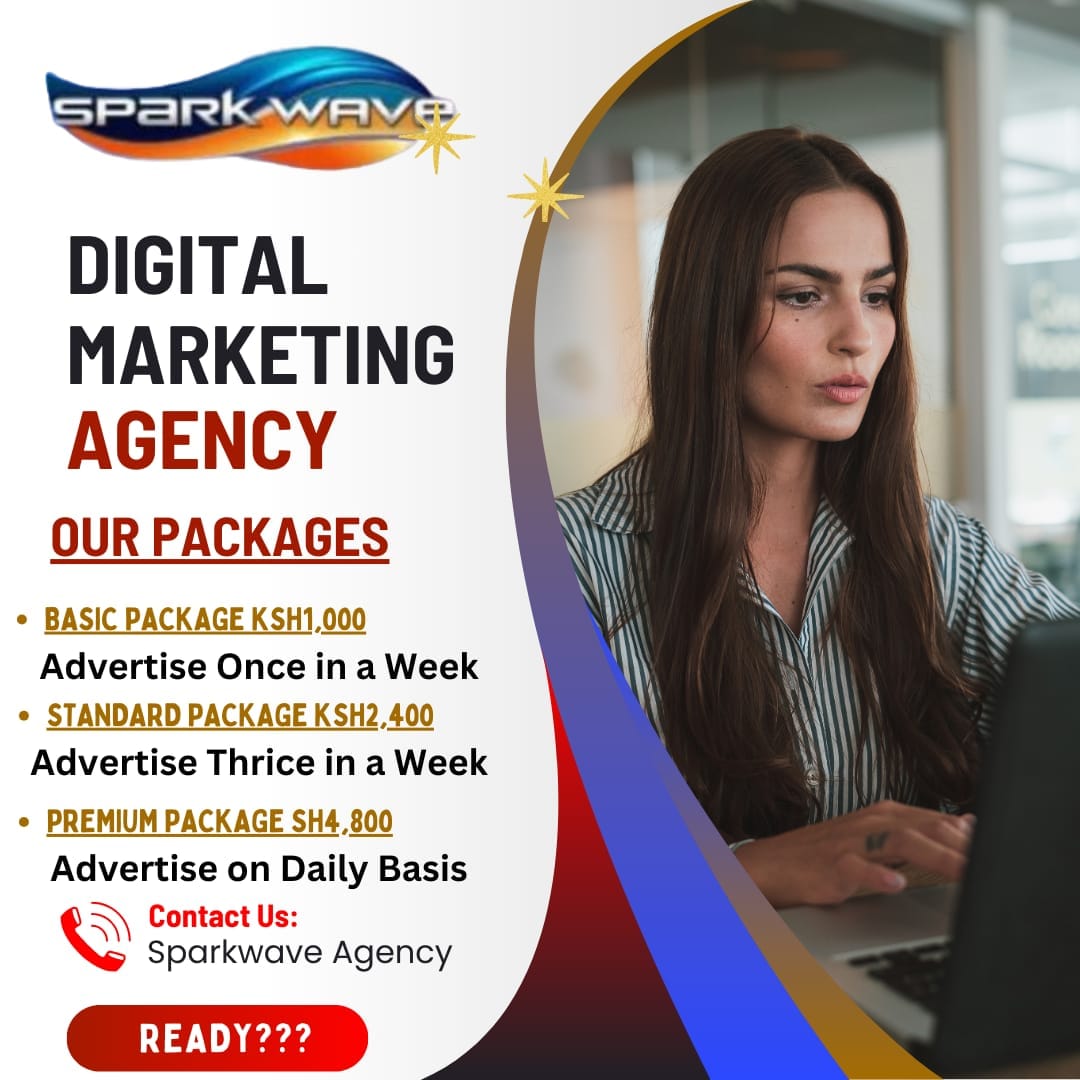 SPARK WAVE
DIGITAL
MARKETING
AGENCY
OUR PACKAGES
• BASIC PACKAGE KSH1,000
Advertise Once in a Week
• STANDARD PACKAGE KSH2,400
Advertise Thrice in a Week
• PREMIUM PACKAGE SH4,800
Advertise on Daily Basis
Contact Us:
Sparkwave Agency
READY???